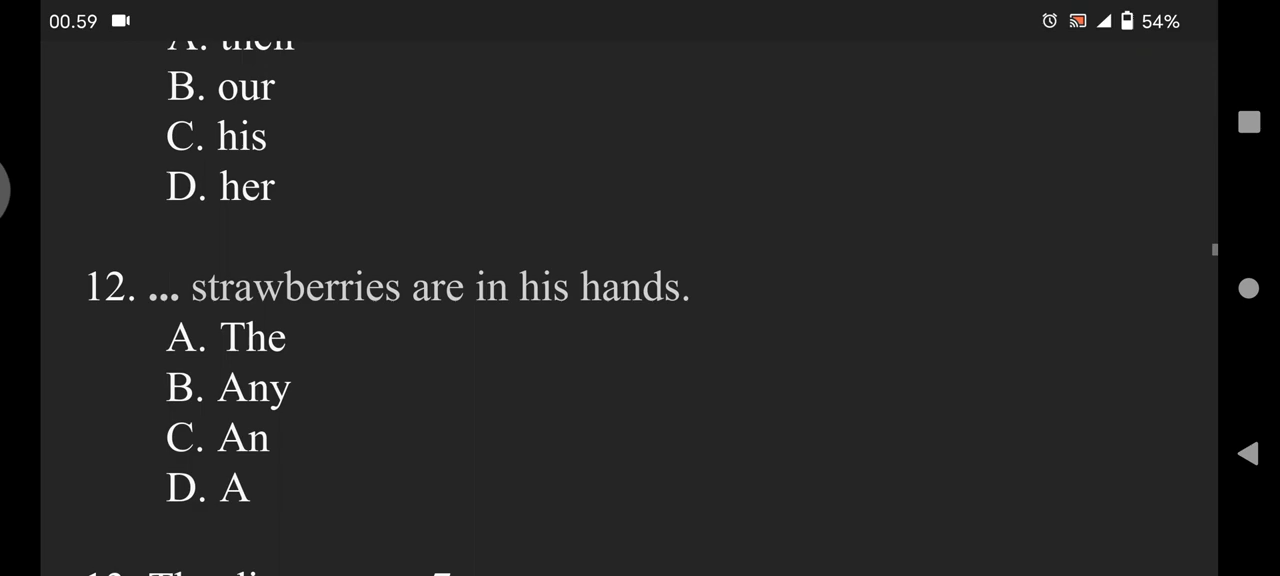 00.59
54%
B. our
C. his
D. her
12. ... strawberries are in his hands.
A. The
B. Any
C. An
D. A